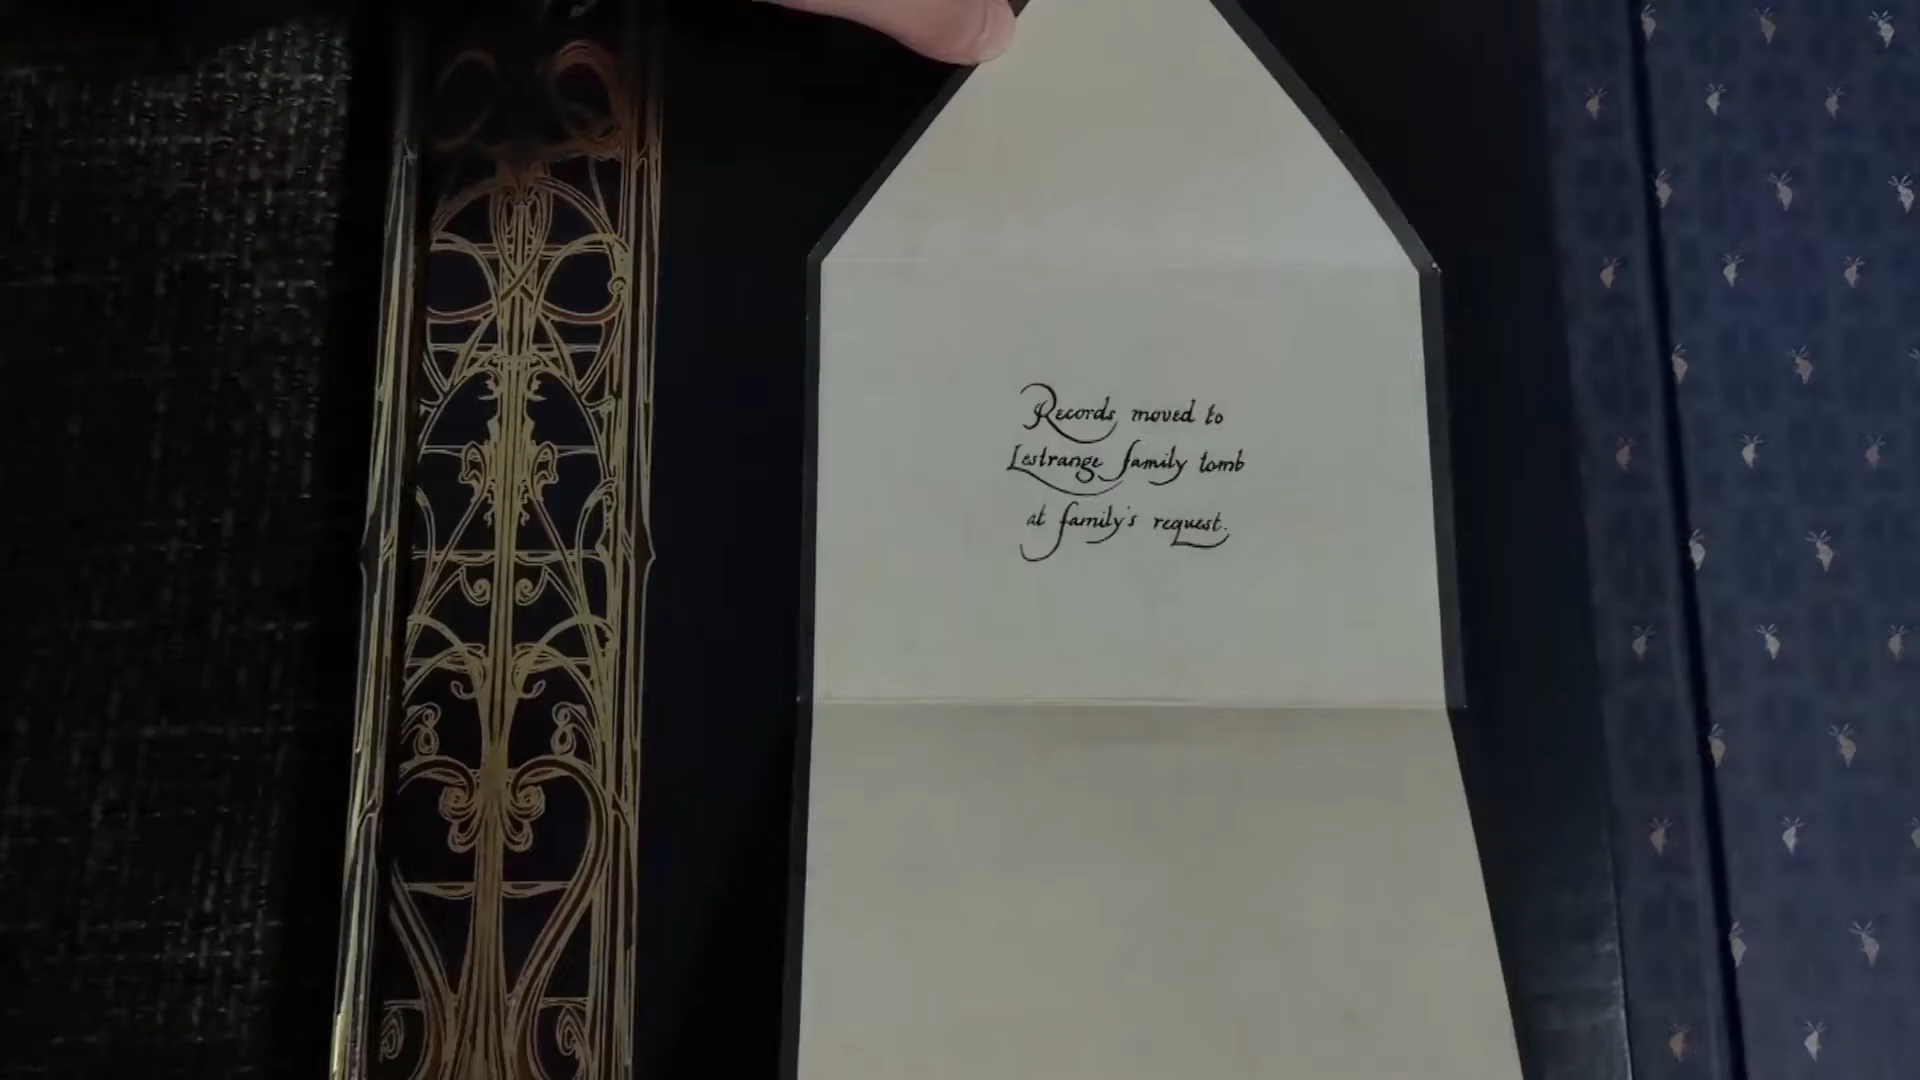 Records moved to
Lestrange family tomb
at family's request.